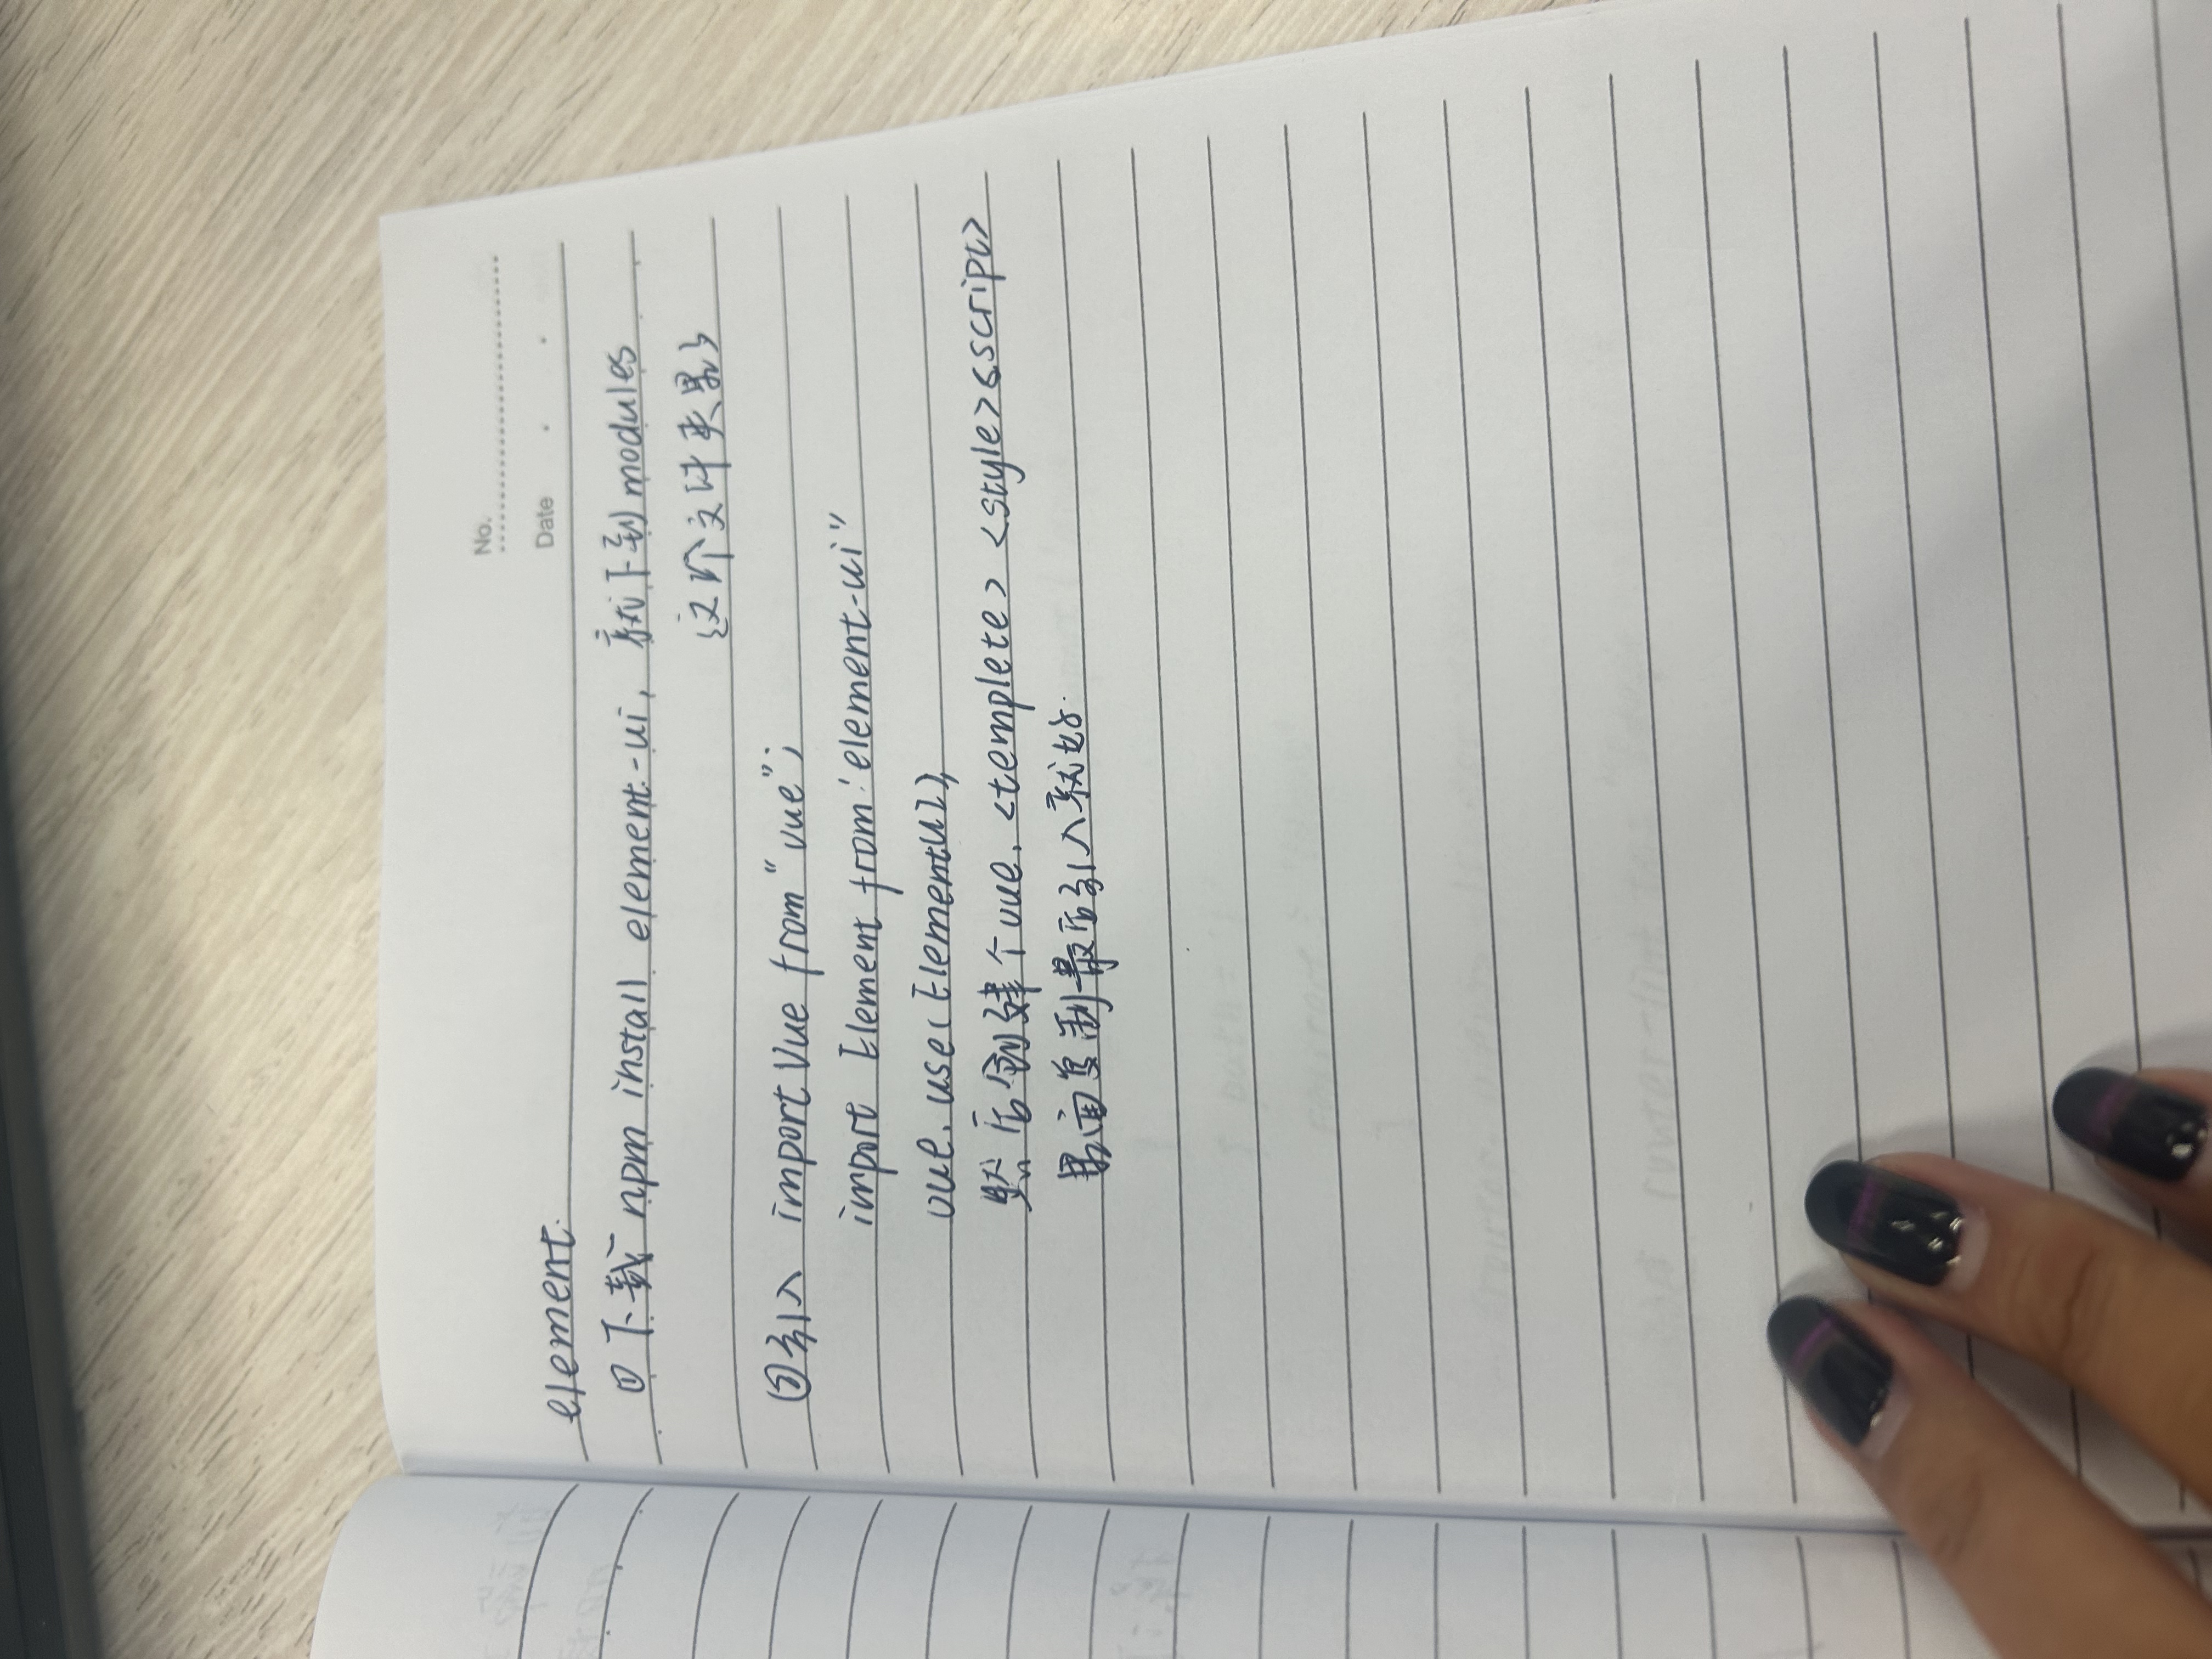 No.
Date
element.
①下载 npm install element-ui, 就下到modules
这个文件夹里了
②引入 import Vue from "vue";
import Element from 'element-ui"
vue.use(ElementUI),
然后创建个vue. <templete> <style><script>
里面复制最后引入就好.